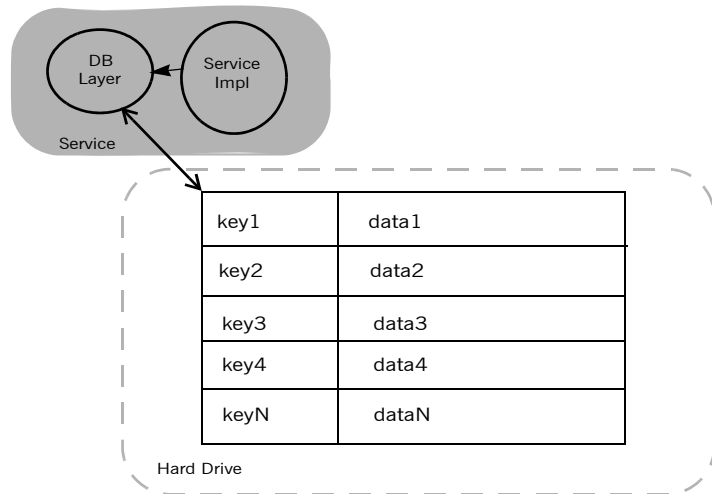 DB
Layer
Service
Impl
Service
key1 data1
key2 data2
key3 data3
key4 data4
keyN dataN
Hard Drive